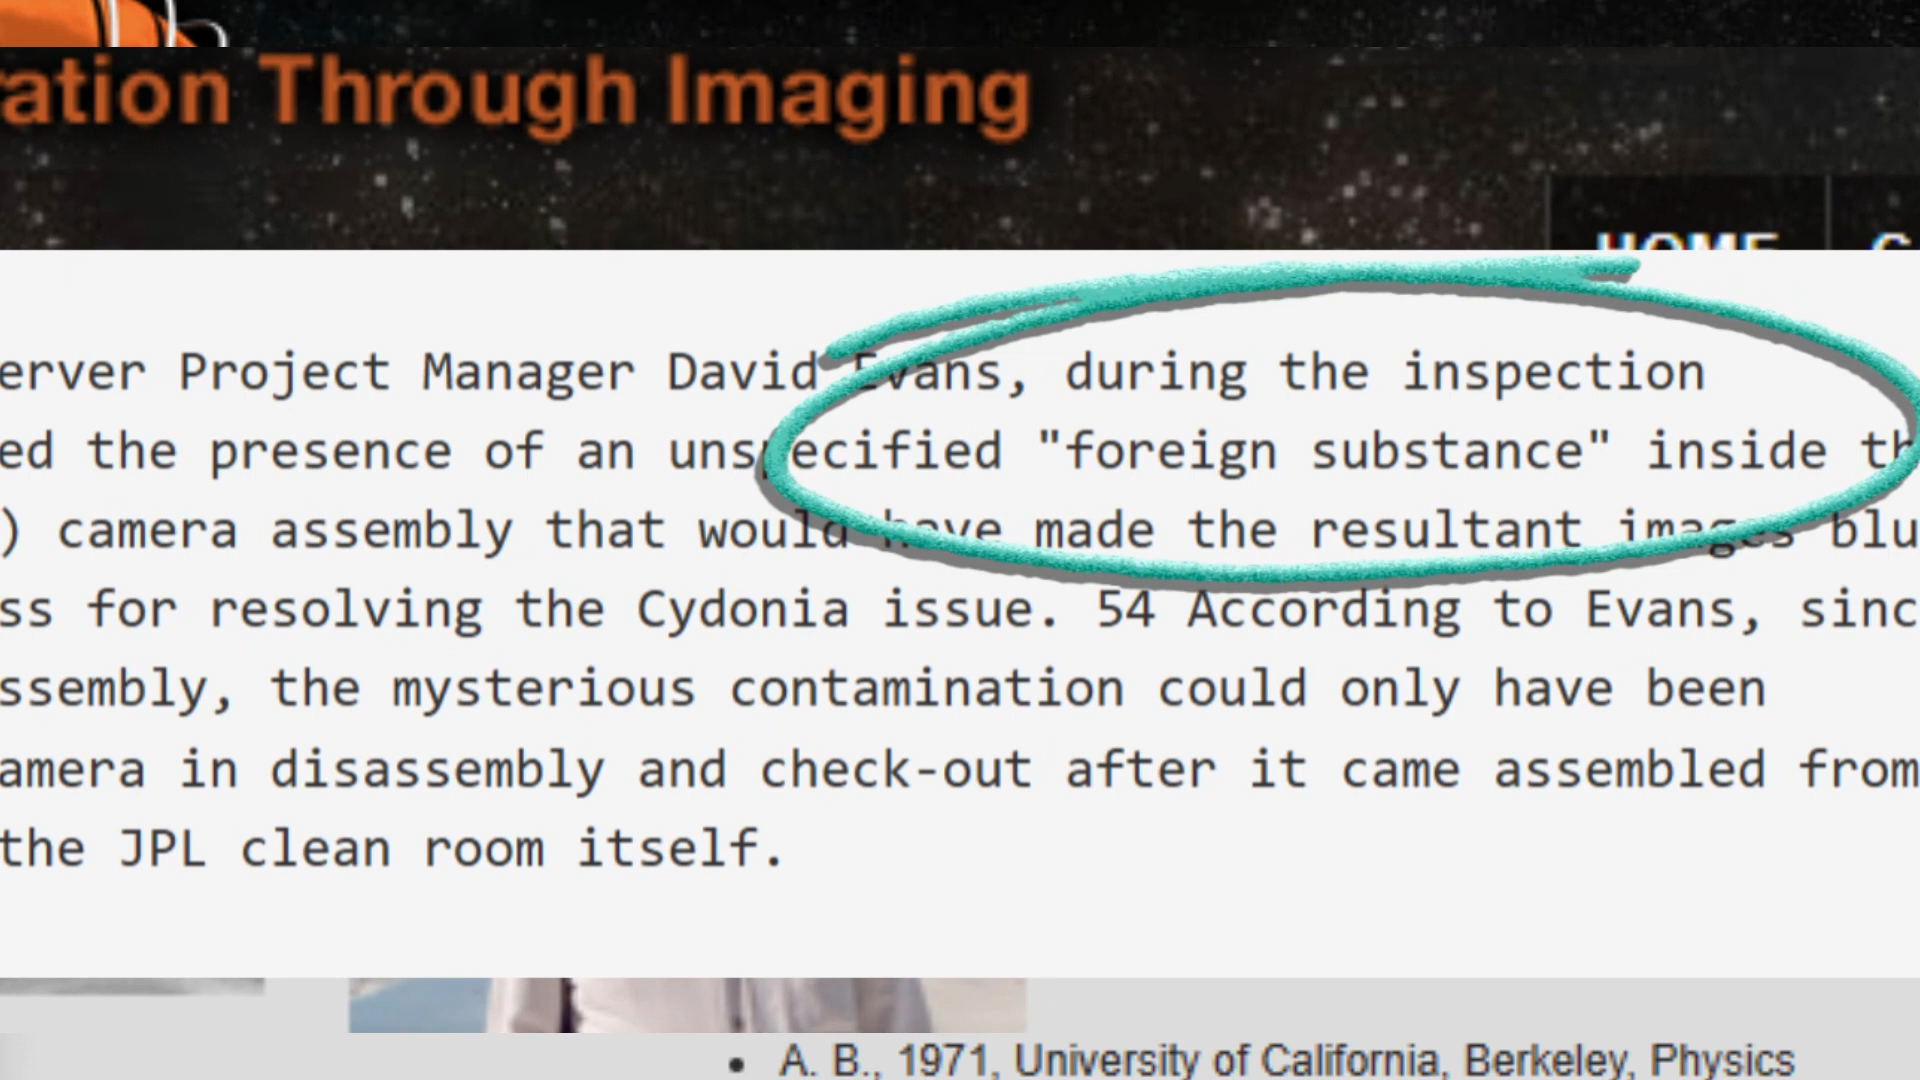 ration Through Imaging
HOME
erver Project Manager David Evans, during the inspection
ed the presence of an unspecified "foreign substance" inside th
) camera assembly that would have made the resultant images blu
ss for resolving the Cydonia issue. 54 According to Evans, sinc
ssembly, the mysterious contamination could only have been
amera in disassembly and check-out after it came assembled from
the JPL clean room itself.
• A. B., 1971, University of California, Berkeley, Physics